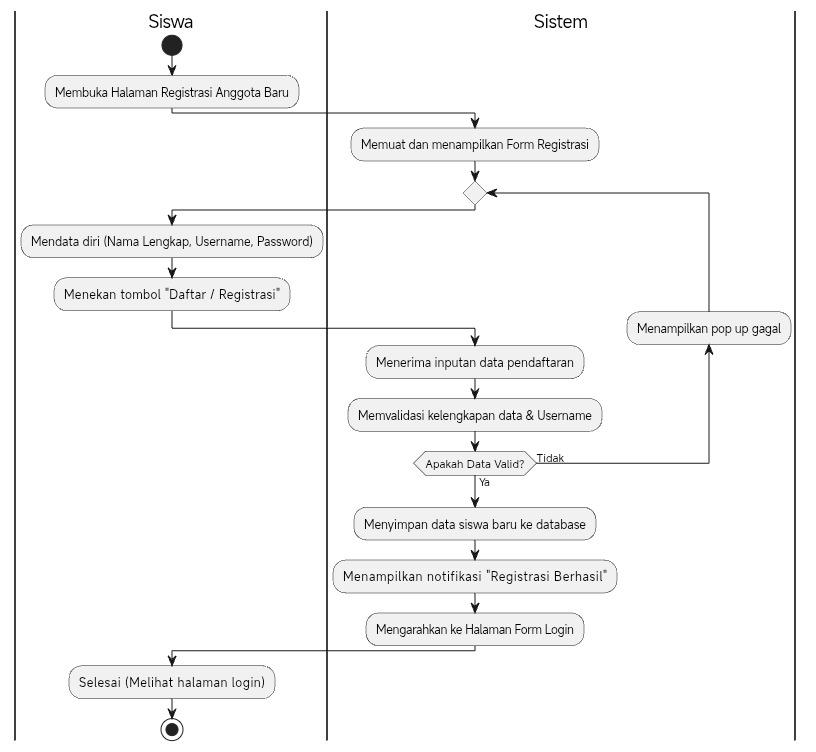 Siswa
Sistem
Membuka Halaman Registrasi Anggota Baru
Memuat dan menampilkan Form Registrasi
Mendata diri (Nama Lengkap, Username, Password)
Menekan tombol "Daftar / Registrasi"
Menampilkan pop up gagal
Menerima inputan data pendaftaran
Memvalidasi kelengkapan data & Username
Apakah Data Valid?
Tidak
Ya
Menyimpan data siswa baru ke database
Menampilkan notifikasi "Registrasi Berhasil"
Mengarahkan ke Halaman Form Login
Selesai (Melihat halaman login)